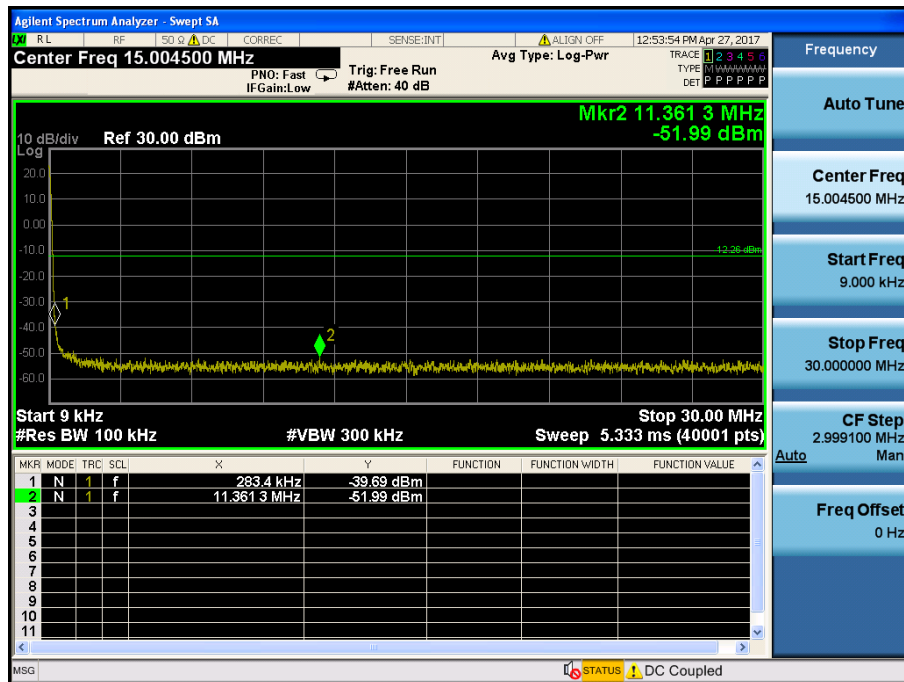 Agilent Spectrum Analyzer - Swept SA
LXI RL RF 50 Ω DC CORREC SENSE:INT ALIGN OFF 12:53:54 PM Apr 27, 2017
Center Freq 15.004500 MHz
PNO: Fast
IFGain:Low
Trig: Free Run
#Atten: 40 dB
Avg Type: Log-Pwr
TRACE 1 2 3 4 5 6
TYPE M W W W W W
DET P P P P P P
Mkr2 11.361 3 MHz
-51.99 dBm
10 dB/div Ref 30.00 dBm
Log
20.0
10.0
0.00
-10.0
-12.26 dBm
-20.0
-30.0
1
-40.0
2
-50.0
-60.0
Start 9 kHz Stop 30.00 MHz
#Res BW 100 kHz #VBW 300 kHz Sweep 5.333 ms (40001 pts)
MKR MODE TRC SCL X Y FUNCTION FUNCTION WIDTH FUNCTION VALUE
1 N 1 f 283.4 kHz -39.69 dBm
2 N 1 f 11.361 3 MHz -51.99 dBm
3
4
5
6
7
8
9
10
11
MSG STATUS DC Coupled
Frequency
Auto Tune
Center Freq
15.004500 MHz
Start Freq
9.000 kHz
Stop Freq
30.000000 MHz
CF Step
2.999100 MHz
Auto Man
Freq Offset
0 Hz